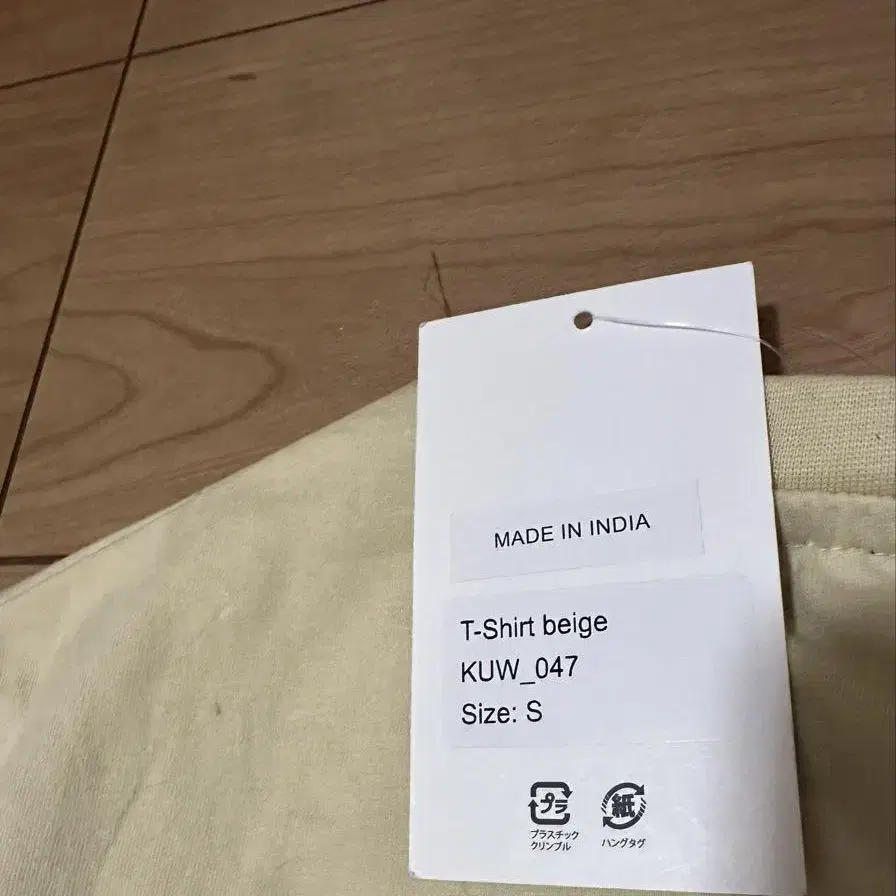 MADE IN INDIA
T-Shirt beige
KUW_047
Size: S
プラ 紙
プラスチック ハングタグ
クリンプル